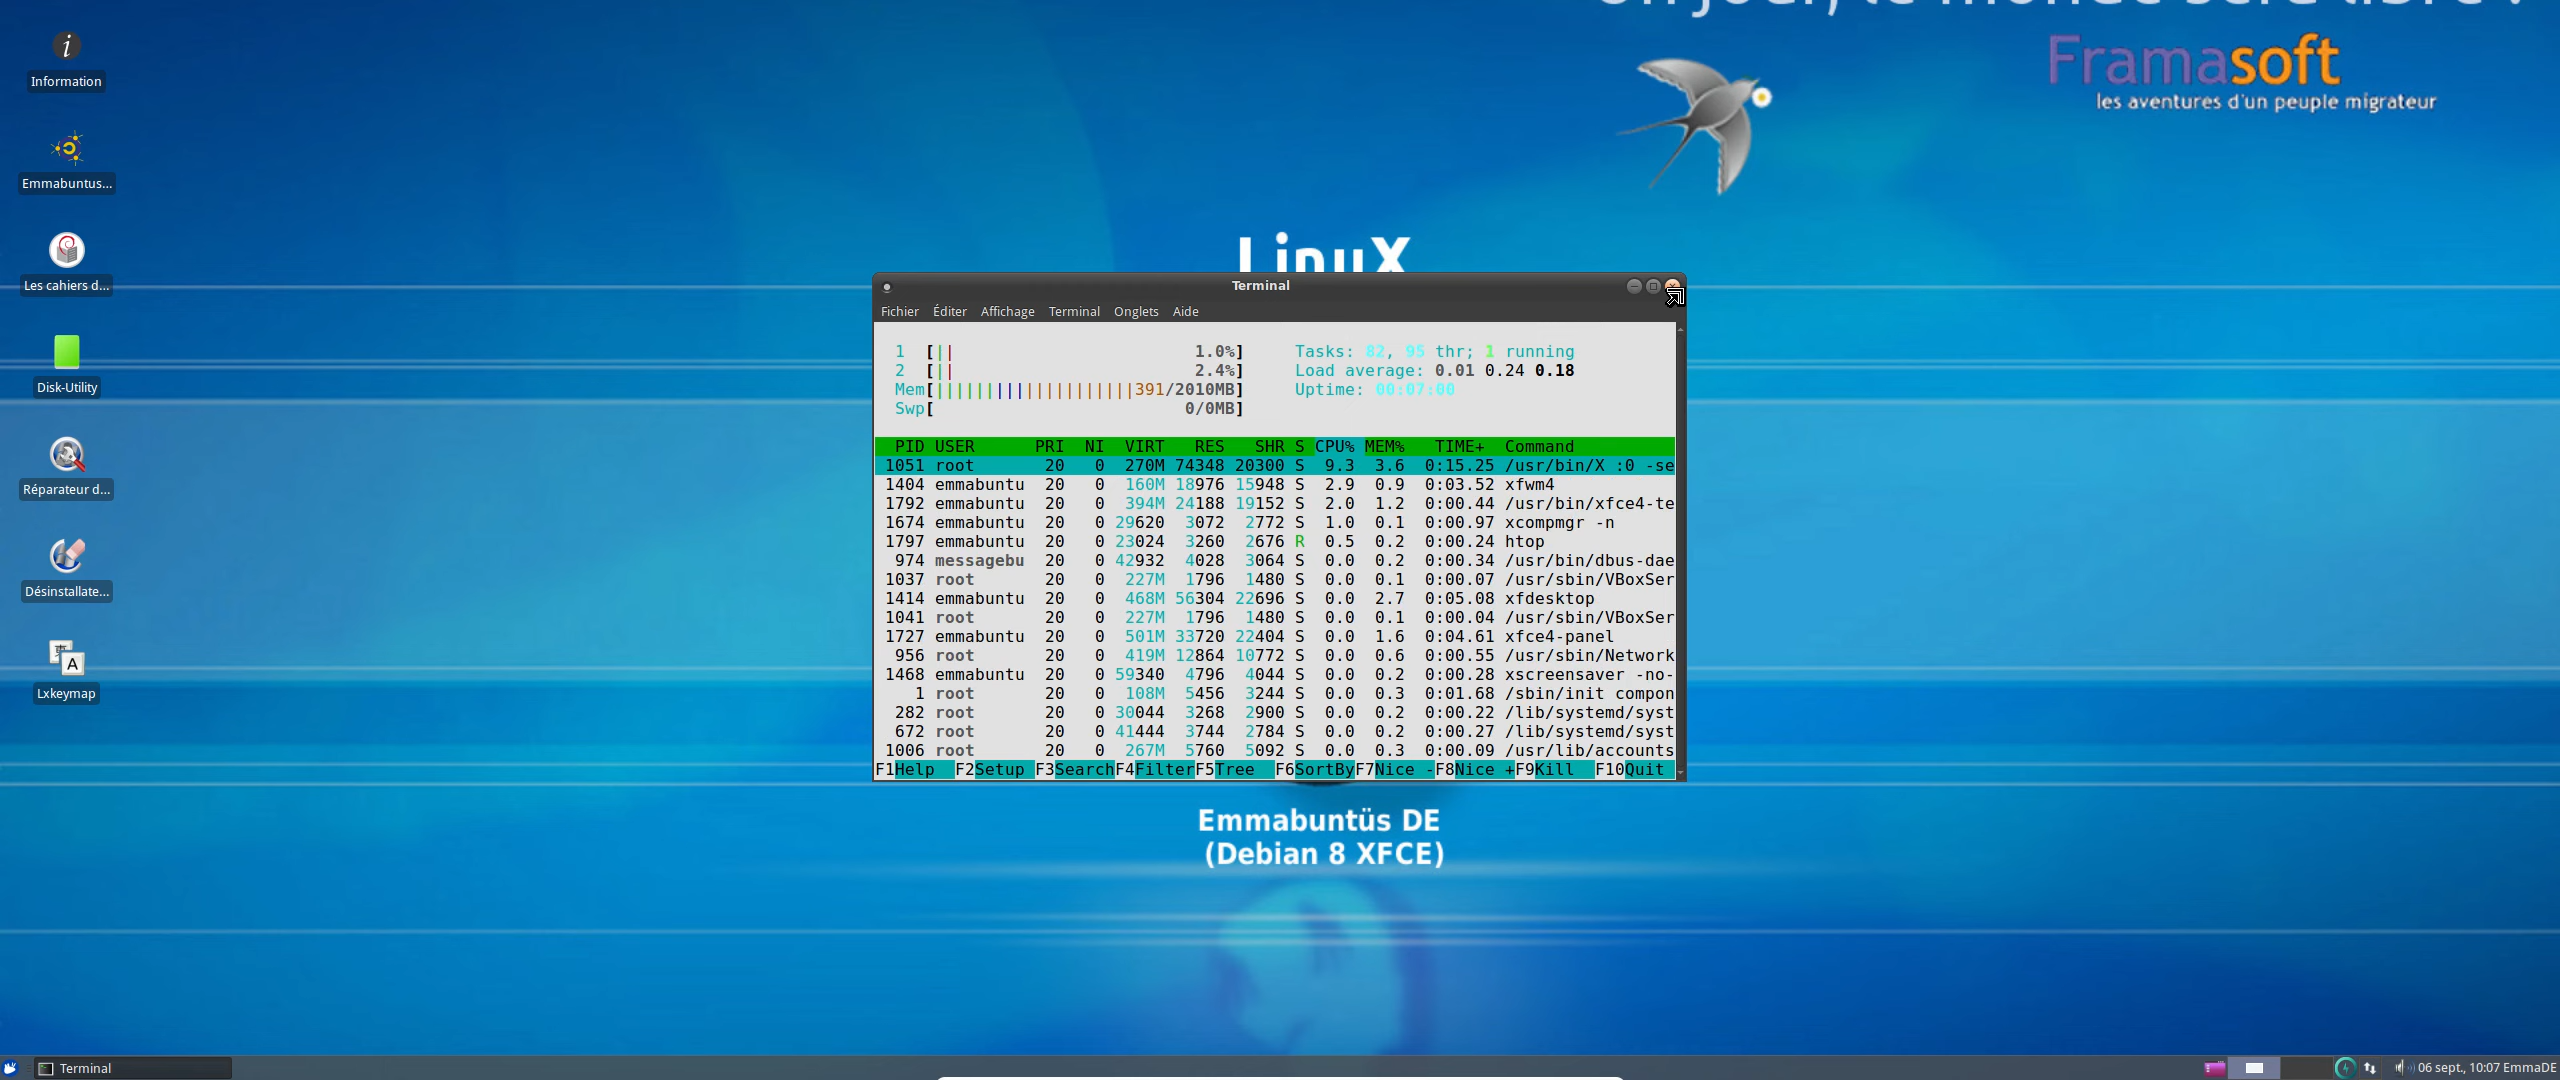 Un jour, le monde sera libre !
Framasoft
les aventures d'un peuple migrateur
Information
Emmabuntus...
Les cahiers d...
Disk-Utility
Réparateur d...
Désinstallate...
Lxkeymap
LinuX
Terminal
Fichier Éditer Affichage Terminal Onglets Aide
1 [|| 1.0%] Tasks: 82, 95 thr; 1 running
2 [|| 2.4%] Load average: 0.01 0.24 0.18
Mem[||||||||||||||||||||391/2010MB] Uptime: 00:07:00
Swp[ 0/0MB]
PID USER PRI NI VIRT RES SHR S CPU% MEM% TIME+ Command
1051 root 20 0 270M 74348 20300 S 9.3 3.6 0:15.25 /usr/bin/X :0 -se
1404 emmabuntu 20 0 160M 18976 15948 S 2.9 0.9 0:03.52 xfwm4
1792 emmabuntu 20 0 394M 24188 19152 S 2.0 1.2 0:00.44 /usr/bin/xfce4-te
1674 emmabuntu 20 0 29620 3072 2772 S 1.0 0.1 0:00.97 xcompmgr -n
1797 emmabuntu 20 0 23024 3260 2676 R 0.5 0.2 0:00.24 htop
974 messagebu 20 0 42932 4028 3064 S 0.0 0.2 0:00.34 /usr/bin/dbus-dae
1037 root 20 0 227M 1796 1480 S 0.0 0.1 0:00.07 /usr/sbin/VBoxSer
1414 emmabuntu 20 0 468M 56304 22696 S 0.0 2.7 0:05.08 xfdesktop
1041 root 20 0 227M 1796 1480 S 0.0 0.1 0:00.04 /usr/sbin/VBoxSer
1727 emmabuntu 20 0 501M 33720 22404 S 0.0 1.6 0:04.61 xfce4-panel
956 root 20 0 419M 12864 10772 S 0.0 0.6 0:00.55 /usr/sbin/Network
1468 emmabuntu 20 0 59340 4796 4044 S 0.0 0.2 0:00.28 xscreensaver -no-
1 root 20 0 108M 5456 3244 S 0.0 0.3 0:01.68 /sbin/init compon
282 root 20 0 30044 3268 2900 S 0.0 0.2 0:00.22 /lib/systemd/syst
672 root 20 0 41444 3744 2784 S 0.0 0.2 0:00.27 /lib/systemd/syst
1006 root 20 0 267M 5760 5092 S 0.0 0.3 0:00.09 /usr/lib/accounts
F1Help F2Setup F3SearchF4FilterF5Tree F6SortByF7Nice -F8Nice +F9Kill F10Quit
Emmabuntüs DE
(Debian 8 XFCE)
Terminal
06 sept., 10:07 EmmaDE